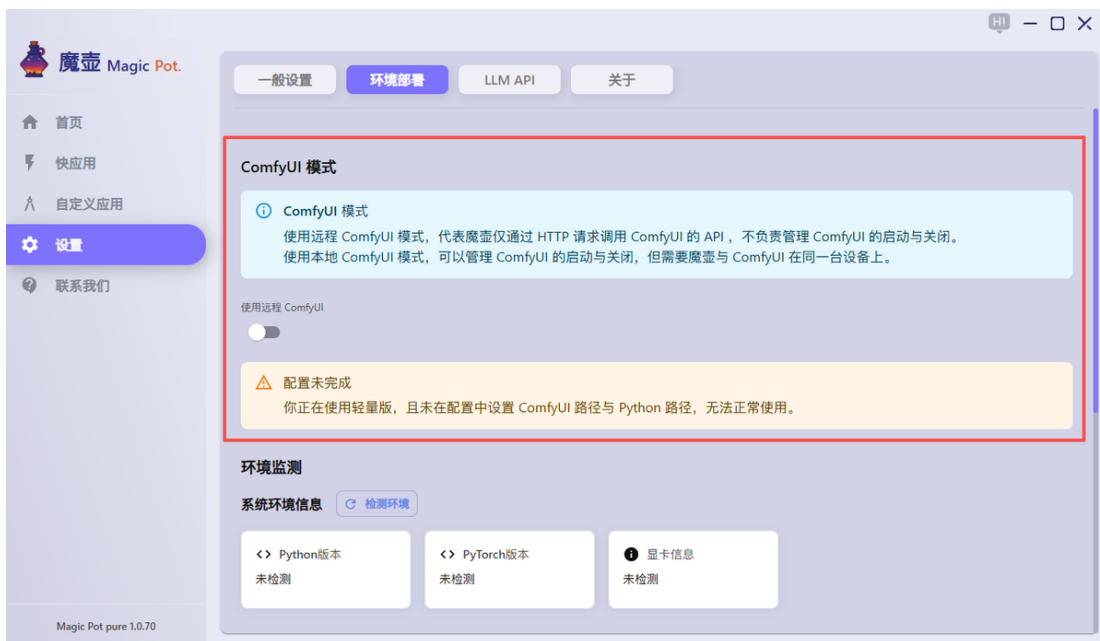 HI
魔壶 Magic Pot.
一般设置
环境部署
LLM API
关于
首页
快应用
自定义应用
设置
联系我们
ComfyUI 模式
ComfyUI 模式
使用远程 ComfyUI 模式，代表魔壶仅通过 HTTP 请求调用 ComfyUI 的 API ，不负责管理 ComfyUI 的启动与关闭。
使用本地 ComfyUI 模式，可以管理 ComfyUI 的启动与关闭，但需要魔壶与 ComfyUI 在同一台设备上。
使用远程 ComfyUI
配置未完成
你正在使用轻量版，且未在配置中设置 ComfyUI 路径与 Python 路径，无法正常使用。
环境监测
系统环境信息
检测环境
Python版本
未检测
PyTorch版本
未检测
显卡信息
未检测
Magic Pot pure 1.0.70